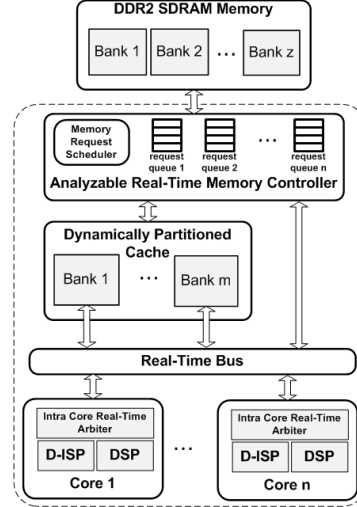 DDR2 SDRAM Memory
Bank 1
Bank 2
...
Bank z
Memory
Request
Scheduler
request
queue 1
request
queue 2
...
request
queue n
Analyzable Real-Time Memory Controller
Dynamically Partitioned
Cache
Bank 1
...
Bank m
Real-Time Bus
Intra Core Real-Time
Arbiter
D-ISP
DSP
Core 1
...
Intra Core Real-Time
Arbiter
D-ISP
DSP
Core n